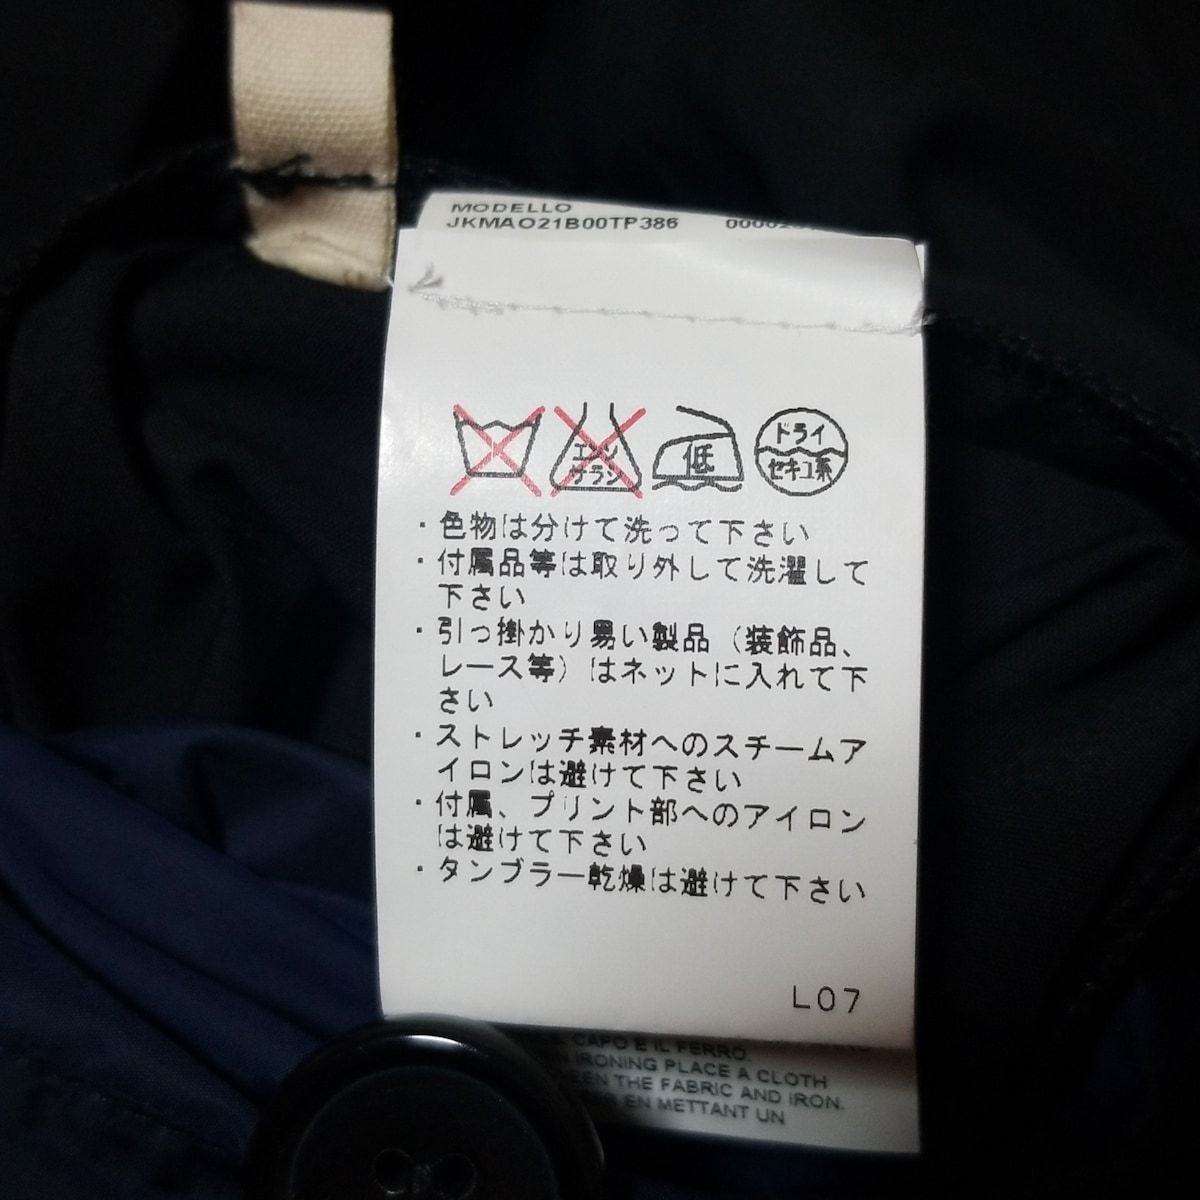 MODELLO
JKMAO21B00TP386
エンソ サラシ
低
ドライ
セキユ系
・色物は分けて洗って下さい
・付属品等は取り外して洗濯して
下さい
・引っ掛かり易い製品（装飾品、
レース等）はネットに入れて下
さい
・ストレッチ素材へのスチームア
イロンは避けて下さい
・付属、プリント部へのアイロン
は避けて下さい
・タンブラー乾燥は避けて下さい
L07
CAPO E IL FERRO.
IRONING PLACE A CLOTH
THE FABRIC AND IRON.
EN METTANT UN